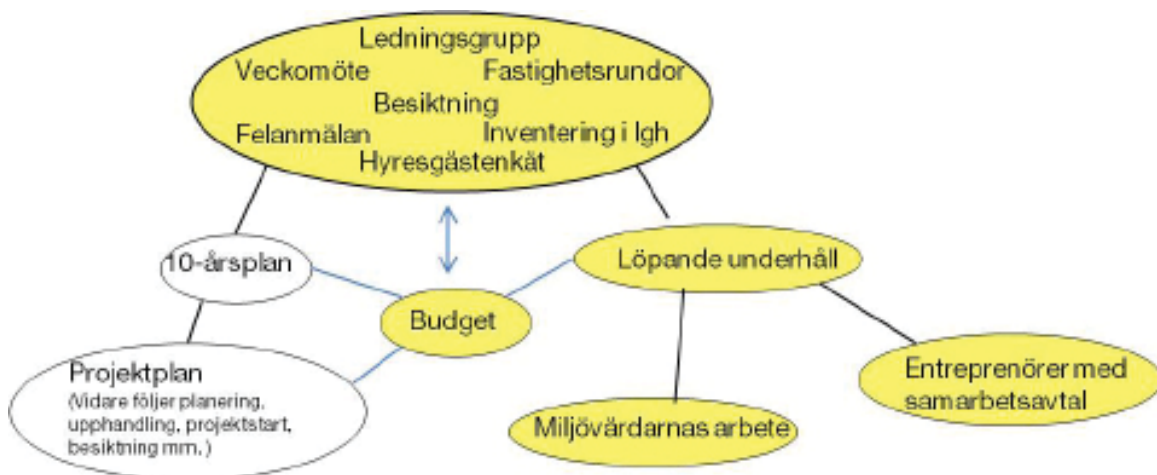 Ledningsgrupp
Veckomöte Fastighetsrundor
Besiktning
Felanmälan Inventering i lgh
Hyresgästenkät
10-årsplan
Löpande underhåll
Budget
Projektplan
(Vidare följer planering,
upphandling, projektstart,
besiktning mm. )
Entreprenörer med
samarbetsavtal
Miljövärdarnas arbete